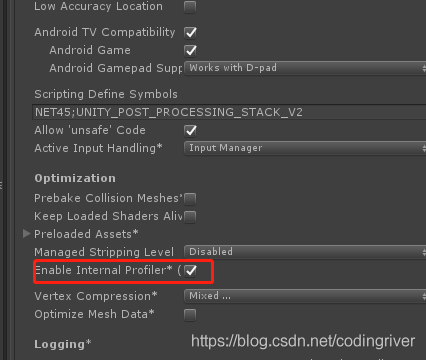 Low Accuracy Location
Android TV Compatibility
Android Game
Android Gamepad Supp Works with D-pad
Scripting Define Symbols
NET45;UNITY_POST_PROCESSING_STACK_V2
Allow 'unsafe' Code
Active Input Handling* Input Manager
Optimization
Prebake Collision Meshes*
Keep Loaded Shaders Aliv
Preloaded Assets*
Managed Stripping Level Disabled
Enable Internal Profiler* (
Vertex Compression* Mixed ...
Optimize Mesh Data*
https://blog.csdn.net/codingriver
Logging*